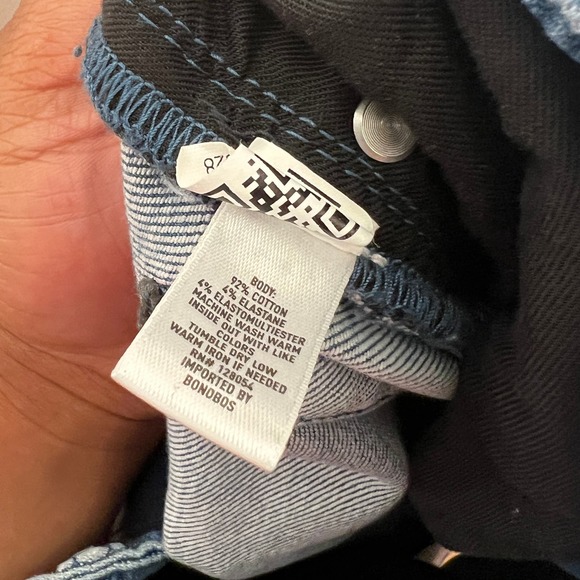 87
BODY:
92% COTTON
4% ELASTANE
4% ELASTOMULTIESTER
MACHINE WASH WARM
INSIDE OUT WITH LIKE
COLORS
TUMBLE DRY LOW
WARM IRON IF NEEDED
RN# 128054
IMPORTED BY
BONOBOS